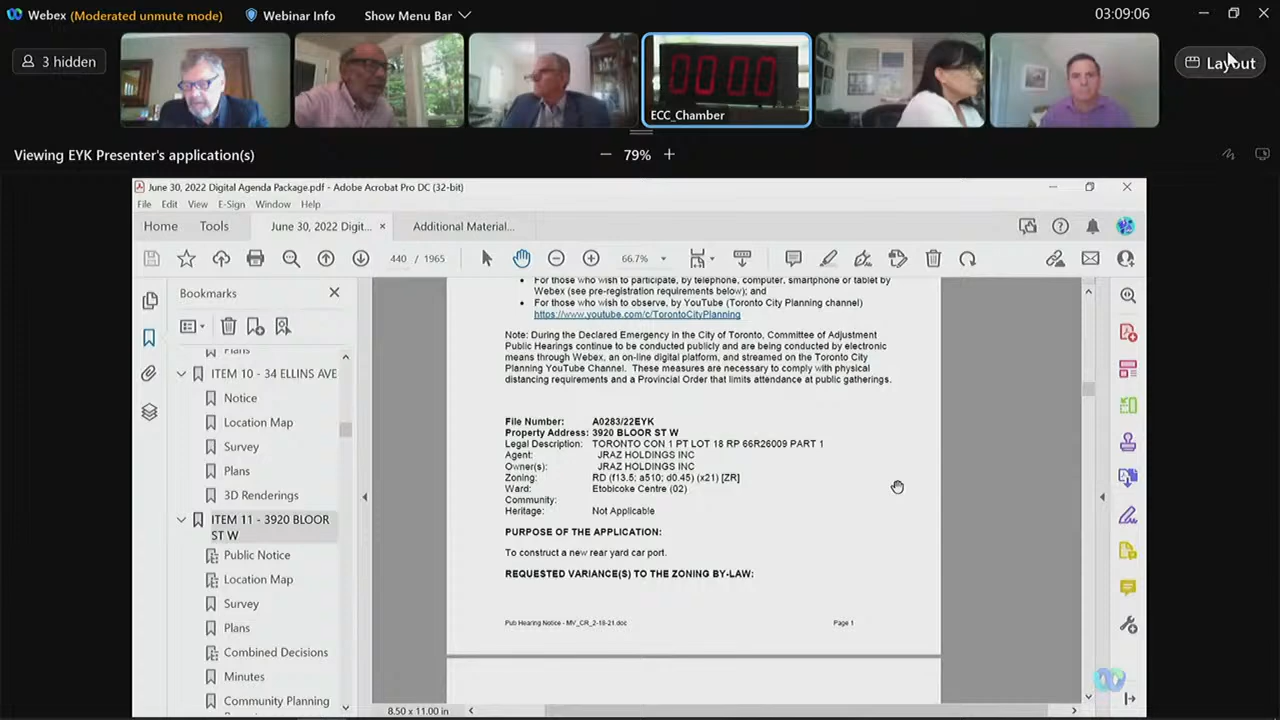 Webex (Moderated unmute mode) Webinar Info Show Menu Bar 03:09:06
3 hidden
00:00
ECC_Chamber
Layout
Viewing EYK Presenter's application(s) 79%
June 30, 2022 Digital Agenda Package.pdf - Adobe Acrobat Pro DC (32-bit)
File Edit View E-Sign Window Help
Home Tools June 30, 2022 Digit... × Additional Material...
440 / 1965 66.7%
Bookmarks
Plans
ITEM 10 - 34 ELLINS AVE
Notice
Location Map
Survey
Plans
3D Renderings
ITEM 11 - 3920 BLOOR
ST W
Public Notice
Location Map
Survey
Plans
Combined Decisions
Minutes
Community Planning
• For those who wish to participate, by telephone, computer, smartphone or tablet by
Webex (see pre-registration requirements below); and
• For those who wish to observe, by YouTube (Toronto City Planning channel)
https://www.youtube.com/c/TorontoCityPlanning
Note: During the Declared Emergency in the City of Toronto, Committee of Adjustment
Public Hearings continue to be conducted publicly and are being conducted by electronic
means through Webex, an on-line digital platform, and streamed on the Toronto City
Planning YouTube Channel. These measures are necessary to comply with physical
distancing requirements and a Provincial Order that limits attendance at public gatherings.
File Number: A0283/22EYK
Property Address: 3920 BLOOR ST W
Legal Description: TORONTO CON 1 PT LOT 18 RP 66R26009 PART 1
Agent: JRAZ HOLDINGS INC
Owner(s): JRAZ HOLDINGS INC
Zoning: RD (f13.5; a510; d0.45) (x21) [ZR]
Ward: Etobicoke Centre (02)
Community:
Heritage: Not Applicable
PURPOSE OF THE APPLICATION:
To construct a new rear yard car port.
REQUESTED VARIANCE(S) TO THE ZONING BY-LAW:
Pub Hearing Notice - MV_CR_2-18-21.doc Page 1
8.50 x 11.00 in